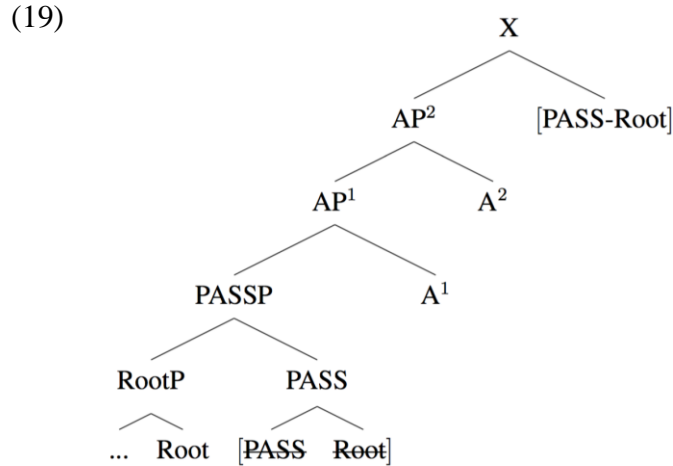 (19)
X
AP² [PASS-Root]
AP¹ A²
PASSP A¹
RootP PASS
... Root [PASS Root]